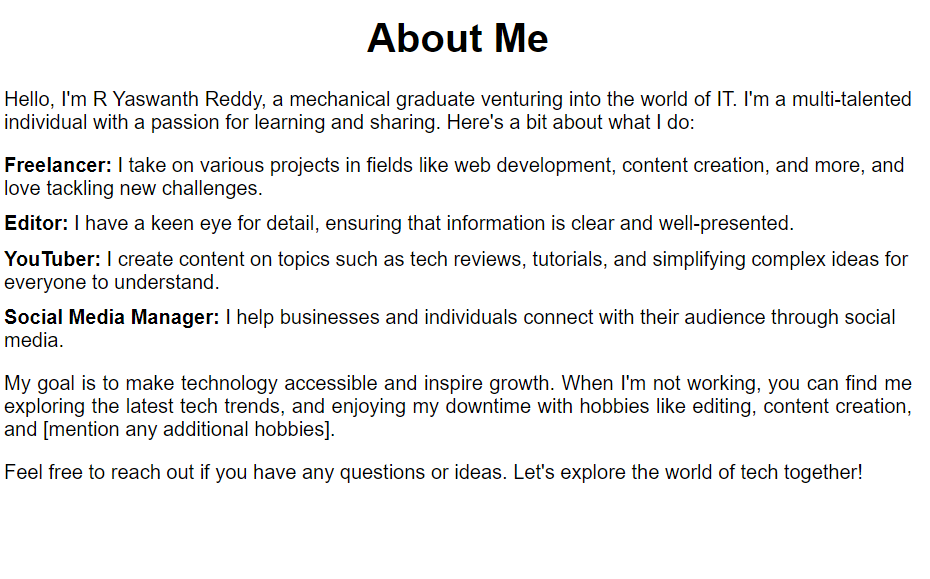 About Me
Hello, I'm R Yaswanth Reddy, a mechanical graduate venturing into the world of IT. I'm a multi-talented
individual with a passion for learning and sharing. Here's a bit about what I do:
Freelancer: I take on various projects in fields like web development, content creation, and more, and
love tackling new challenges.
Editor: I have a keen eye for detail, ensuring that information is clear and well-presented.
YouTuber: I create content on topics such as tech reviews, tutorials, and simplifying complex ideas for
everyone to understand.
Social Media Manager: I help businesses and individuals connect with their audience through social
media.
My goal is to make technology accessible and inspire growth. When I'm not working, you can find me
exploring the latest tech trends, and enjoying my downtime with hobbies like editing, content creation,
and [mention any additional hobbies].
Feel free to reach out if you have any questions or ideas. Let's explore the world of tech together!